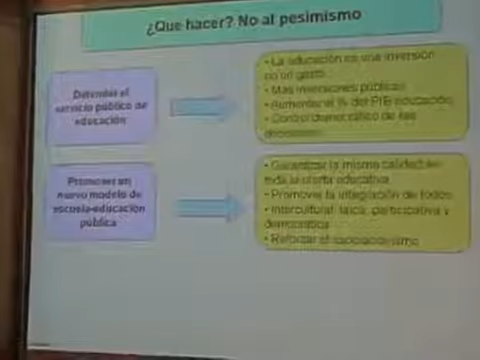 ¿Que hacer? No al pesimismo
Defender el
servicio público de
educación
• La educación es una inversión
no un gasto
• Más inversiones públicas
• Aumentar el % del PIB educación
• Control democrático de las
decisiones
Promover un
nuevo modelo de
escuela-educación
pública
• Garantizar la misma calidad en
toda la oferta educativa
• Promover la integración de todos
• Intercultural, laica, participativa y
democrática
• Reforzar el